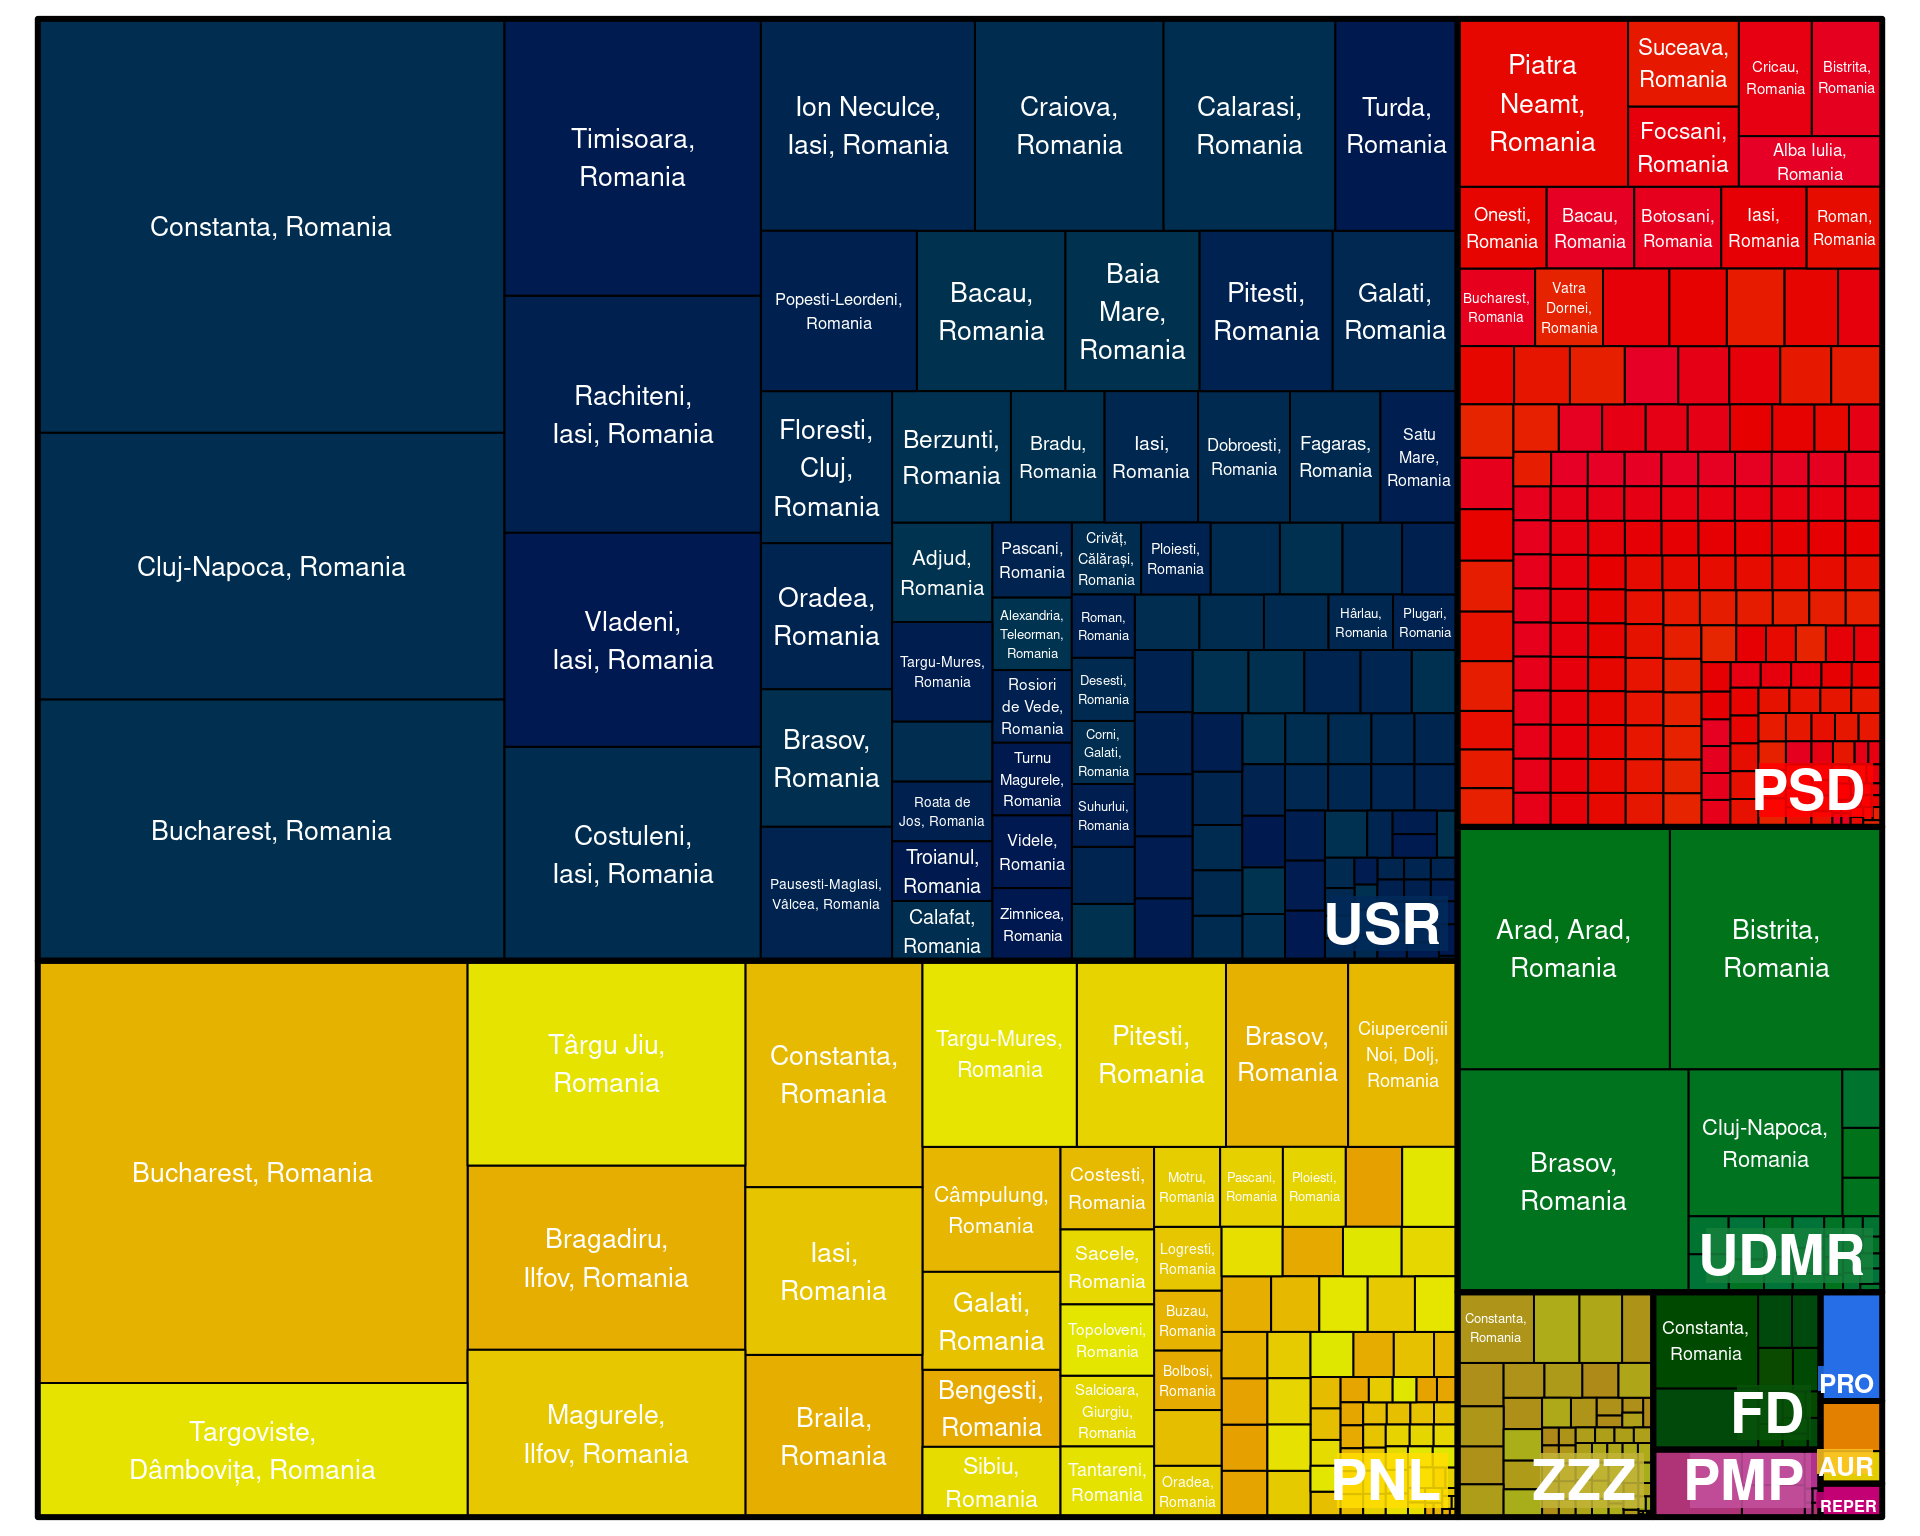 Constanta, Romania
Cluj-Napoca, Romania
Bucharest, Romania
Timisoara,
Romania
Rachiteni,
Iasi, Romania
Vladeni,
Iasi, Romania
Costuleni,
Iasi, Romania
Ion Neculce,
Iasi, Romania
Craiova,
Romania
Calarasi,
Romania
Turda,
Romania
Popesti-Leordeni,
Romania
Bacau,
Romania
Baia
Mare,
Romania
Pitesti,
Romania
Galati,
Romania
Floresti,
Cluj,
Romania
Oradea,
Romania
Brasov,
Romania
Pausesti-Maglasi,
Vâlcea, Romania
Berzunti,
Romania
Bradu,
Romania
Iasi,
Romania
Dobroesti,
Romania
Fagaras,
Romania
Satu
Mare,
Romania
Adjud,
Romania
Targu-Mures,
Romania
Roata de
Jos, Romania
Troianul,
Romania
Calafat,
Romania
Pascani,
Romania
Alexandria,
Teleorman,
Romania
Rosiori
de Vede,
Romania
Turnu
Magurele,
Romania
Videle,
Romania
Zimnicea,
Romania
Crivăț,
Călărași,
Romania
Ploiesti,
Romania
Roman,
Romania
Desesti,
Romania
Corni,
Galati,
Romania
Suhurlui,
Romania
Hârlau,
Romania
Plugari,
Romania
USR
Piatra
Neamt,
Romania
Suceava,
Romania
Focsani,
Romania
Cricau,
Romania
Bistrita,
Romania
Alba Iulia,
Romania
Onesti,
Romania
Bacau,
Romania
Botosani,
Romania
Iasi,
Romania
Roman,
Romania
Bucharest,
Romania
Vatra
Dornei,
Romania
PSD
Arad, Arad,
Romania
Bistrita,
Romania
Brasov,
Romania
Cluj-Napoca,
Romania
UDMR
Bucharest, Romania
Targoviste,
Dâmbovița, Romania
Târgu Jiu,
Romania
Bragadiru,
Ilfov, Romania
Magurele,
Ilfov, Romania
Constanta,
Romania
Iasi,
Romania
Braila,
Romania
Targu-Mures,
Romania
Pitesti,
Romania
Brasov,
Romania
Ciupercenii
Noi, Dolj,
Romania
Câmpulung,
Romania
Galati,
Romania
Bengesti,
Romania
Sibiu,
Romania
Costesti,
Romania
Sacele,
Romania
Topoloveni,
Romania
Salcioara,
Giurgiu,
Romania
Tantareni,
Romania
Motru,
Romania
Pascani,
Romania
Ploiesti,
Romania
Logresti,
Romania
Buzau,
Romania
Bolbosi,
Romania
Oradea,
Romania
PNL
Constanta,
Romania
ZZZ
Constanta,
Romania
FD
PMP
PRO
AUR
REPER